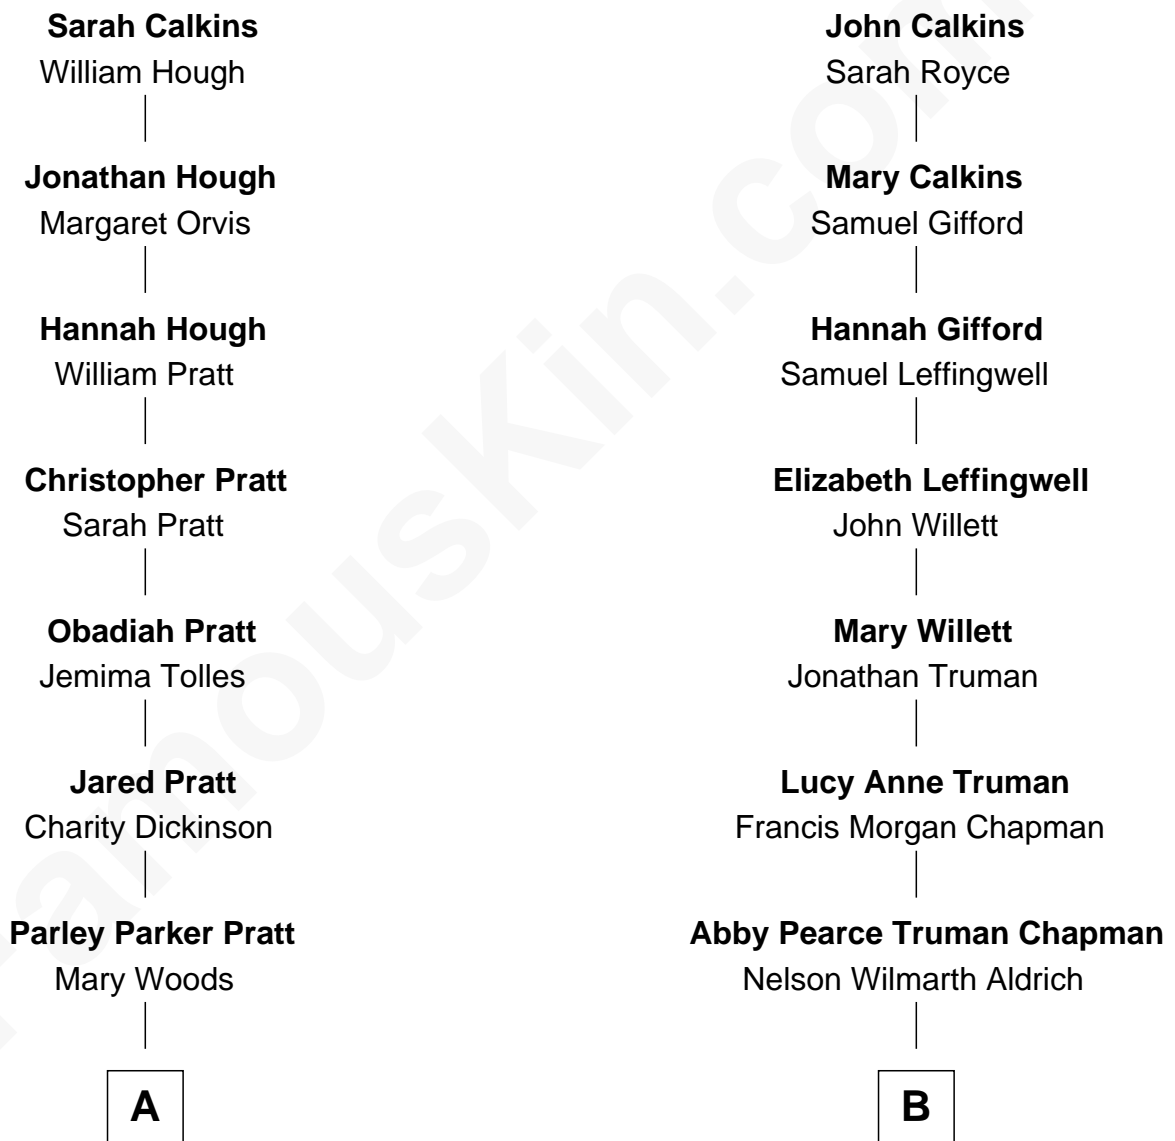 Sarah Calkins
William Hough
Jonathan Hough
Margaret Orvis
Hannah Hough
William Pratt
Christopher Pratt
Sarah Pratt
Obadiah Pratt
Jemima Tolles
Jared Pratt
Charity Dickinson
Parley Parker Pratt
Mary Woods
A
John Calkins
Sarah Royce
Mary Calkins
Samuel Gifford
Hannah Gifford
Samuel Leffingwell
Elizabeth Leffingwell
John Willett
Mary Willett
Jonathan Truman
Lucy Anne Truman
Francis Morgan Chapman
Abby Pearce Truman Chapman
Nelson Wilmarth Aldrich
B
FamousKin.com